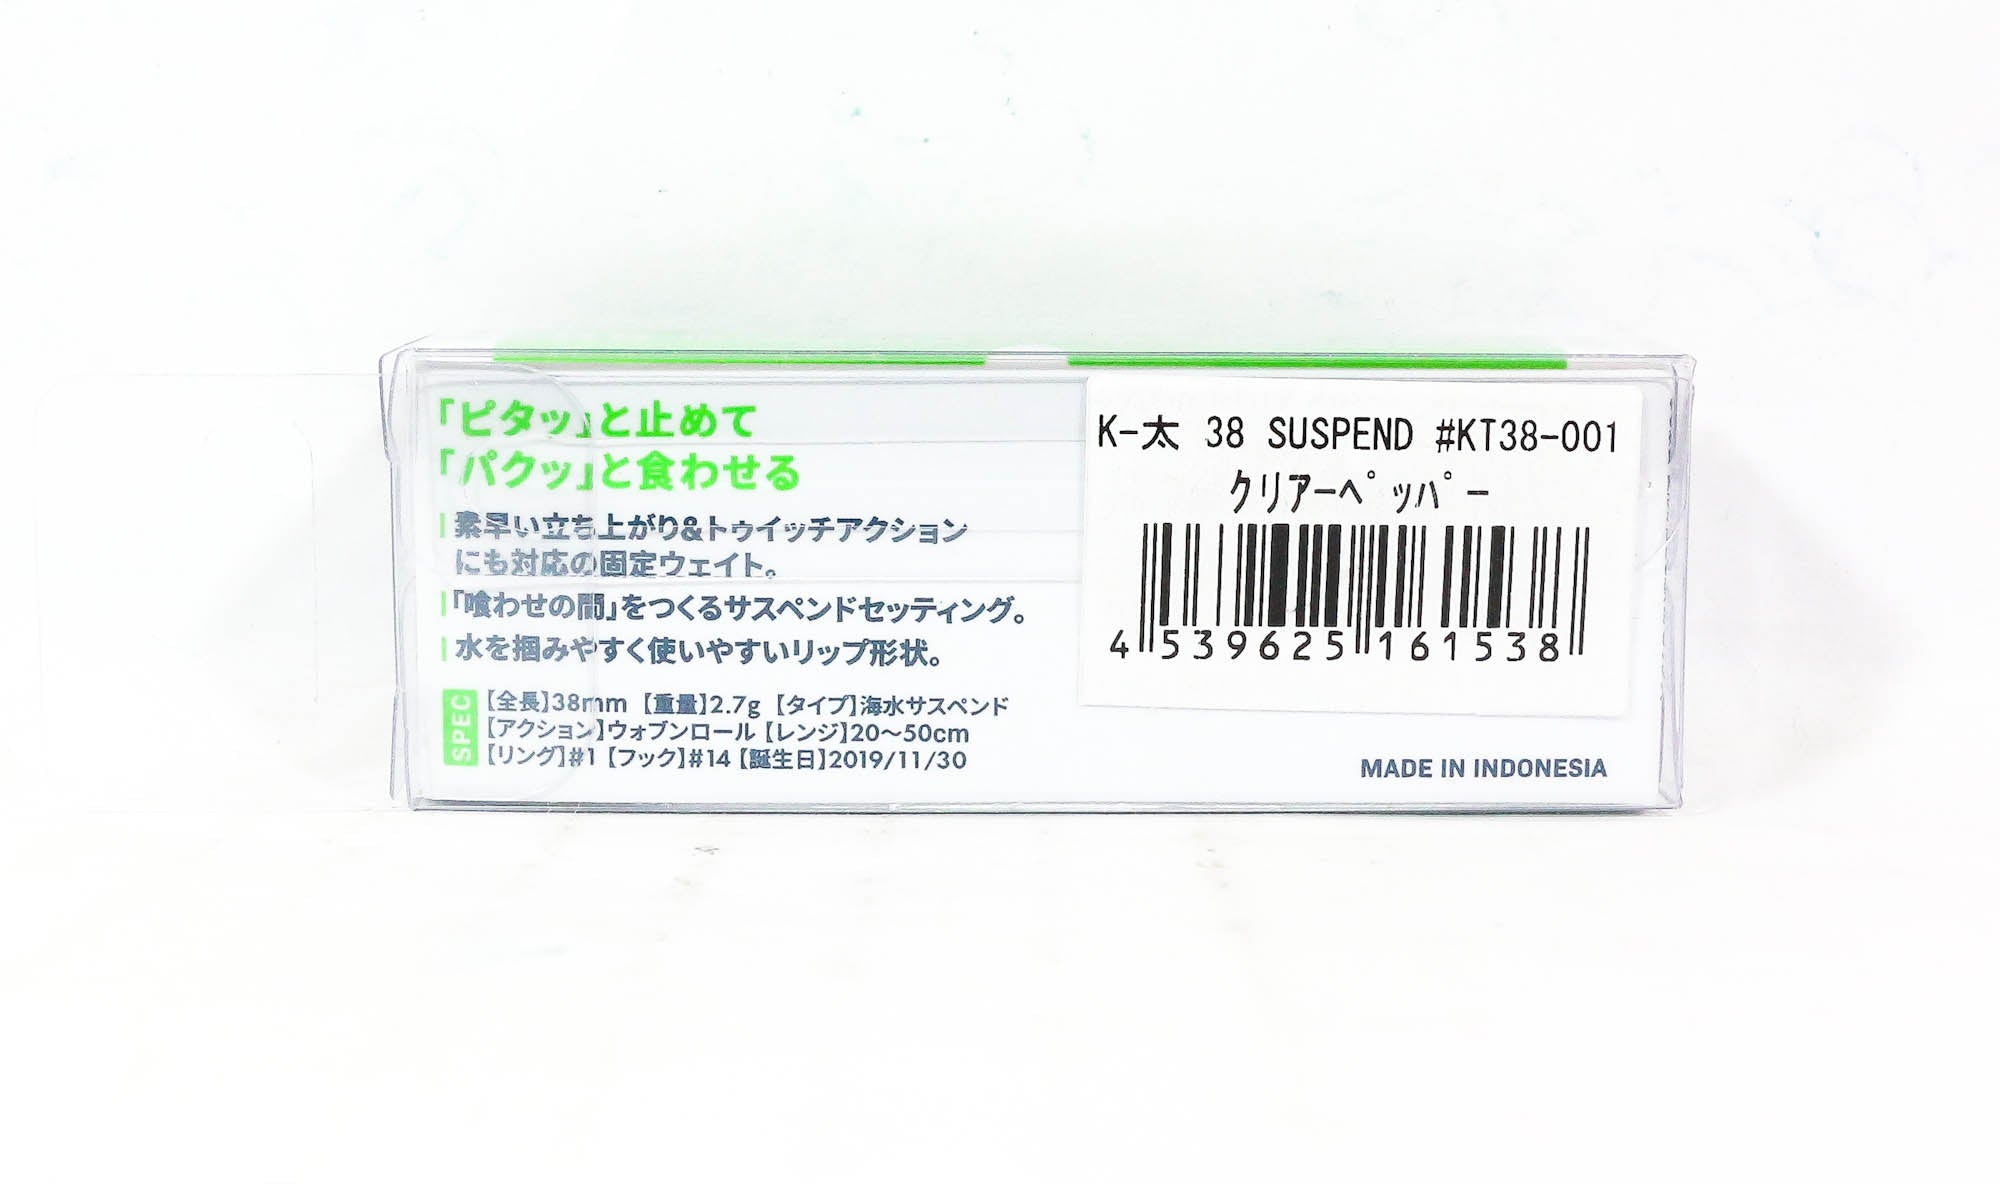 「ピタッ」と止めて
「パクッ」と食わせる
素早い立ち上がり&トゥイッチアクション
にも対応の固定ウェイト。
「喰わせの間」をつくるサスペンドセッティング。
水を掴みやすく使いやすいリップ形状。
SPEC
【全長】38mm 【重量】2.7g 【タイプ】海水サスペンド
【アクション】ウォブンロール 【レンジ】20〜50cm
【リング】#1 【フック】#14 【誕生日】2019/11/30
K-太 38 SUSPEND #KT38-001
クリアーペッパー
4 539625 161538
MADE IN INDONESIA